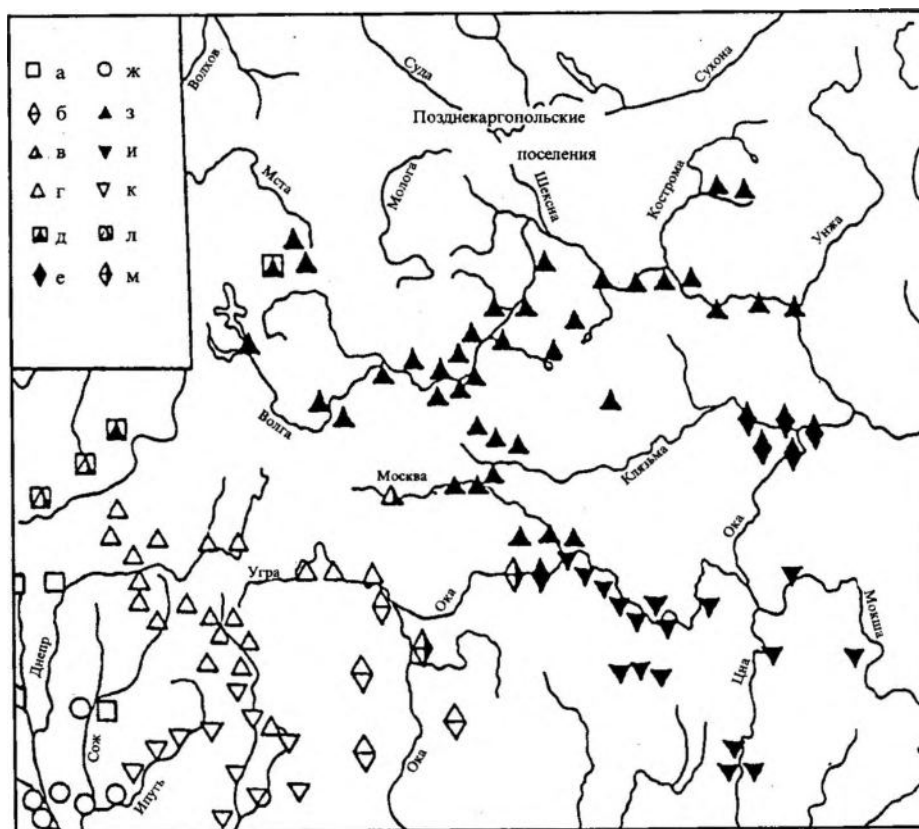 а ж
б з
в и
г к
д л
е м
Волхов
Суда
Сухона
Позднекаргопольские
поселения
Мста
Молога
Шексна
Кострома
Унжа
Волга
Москва
Клязьма
Ока
Угра
Ока
Мокша
Днепр
Сож
Ипуть
Ока
Цна